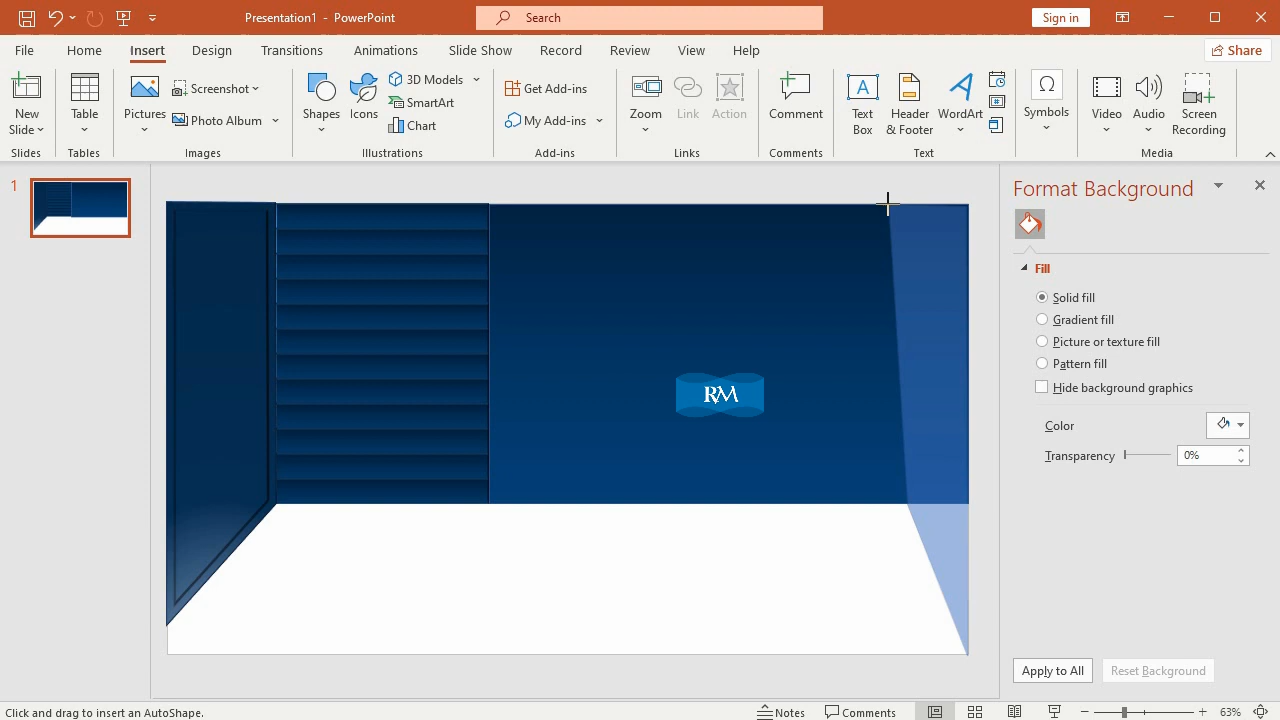 Presentation1 - PowerPoint
Search
Sign in
File Home Insert Design Transitions Animations Slide Show Record Review View Help
Share
New Slide
Slides
Table
Tables
Pictures
Screenshot
Photo Album
Images
Shapes
Icons
3D Models
SmartArt
Chart
Illustrations
Get Add-ins
My Add-ins
Add-ins
Zoom
Link
Action
Links
Comment
Comments
Text Box
Header & Footer
WordArt
Text
Symbols
Video
Audio
Screen Recording
Media
1
RM
Format Background
Fill
Solid fill
Gradient fill
Picture or texture fill
Pattern fill
Hide background graphics
Color
Transparency 0%
Apply to All Reset Background
Click and drag to insert an AutoShape.
Notes Comments 63%